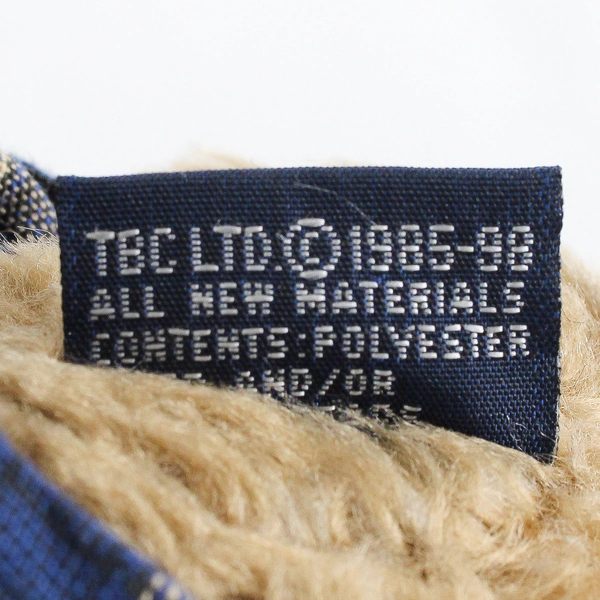 TBC LTD. © 1985-98
ALL NEW MATERIALS
CONTENTS: POLYESTER
AND/OR